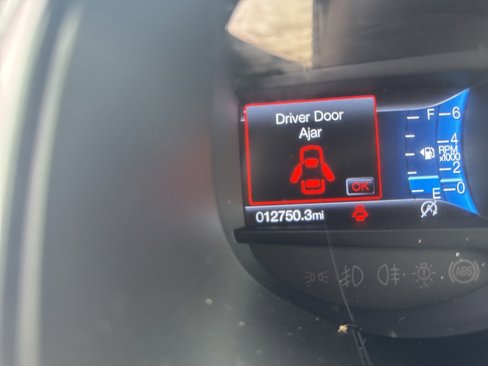 Driver Door
Ajar
OK
012750.3mi
F
E
6
4
RPM
x1000
2
0
A
ABS